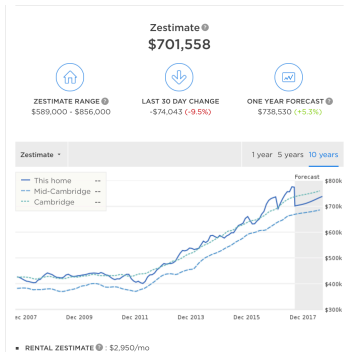 Zestimate ?
$701,558
ZESTIMATE RANGE ?
$589,000 - $856,000
LAST 30 DAY CHANGE
-$74,043 (-9.5%)
ONE YEAR FORECAST ?
$738,530 (+5.3%)
Zestimate
1 year 5 years 10 years
This home --
Mid-Cambridge --
Cambridge --
Forecast
$800k
$700k
$600k
$500k
$400k
$300k
ec 2007 Dec 2009 Dec 2011 Dec 2013 Dec 2015 Dec 2017
• RENTAL ZESTIMATE ? : $2,950/mo